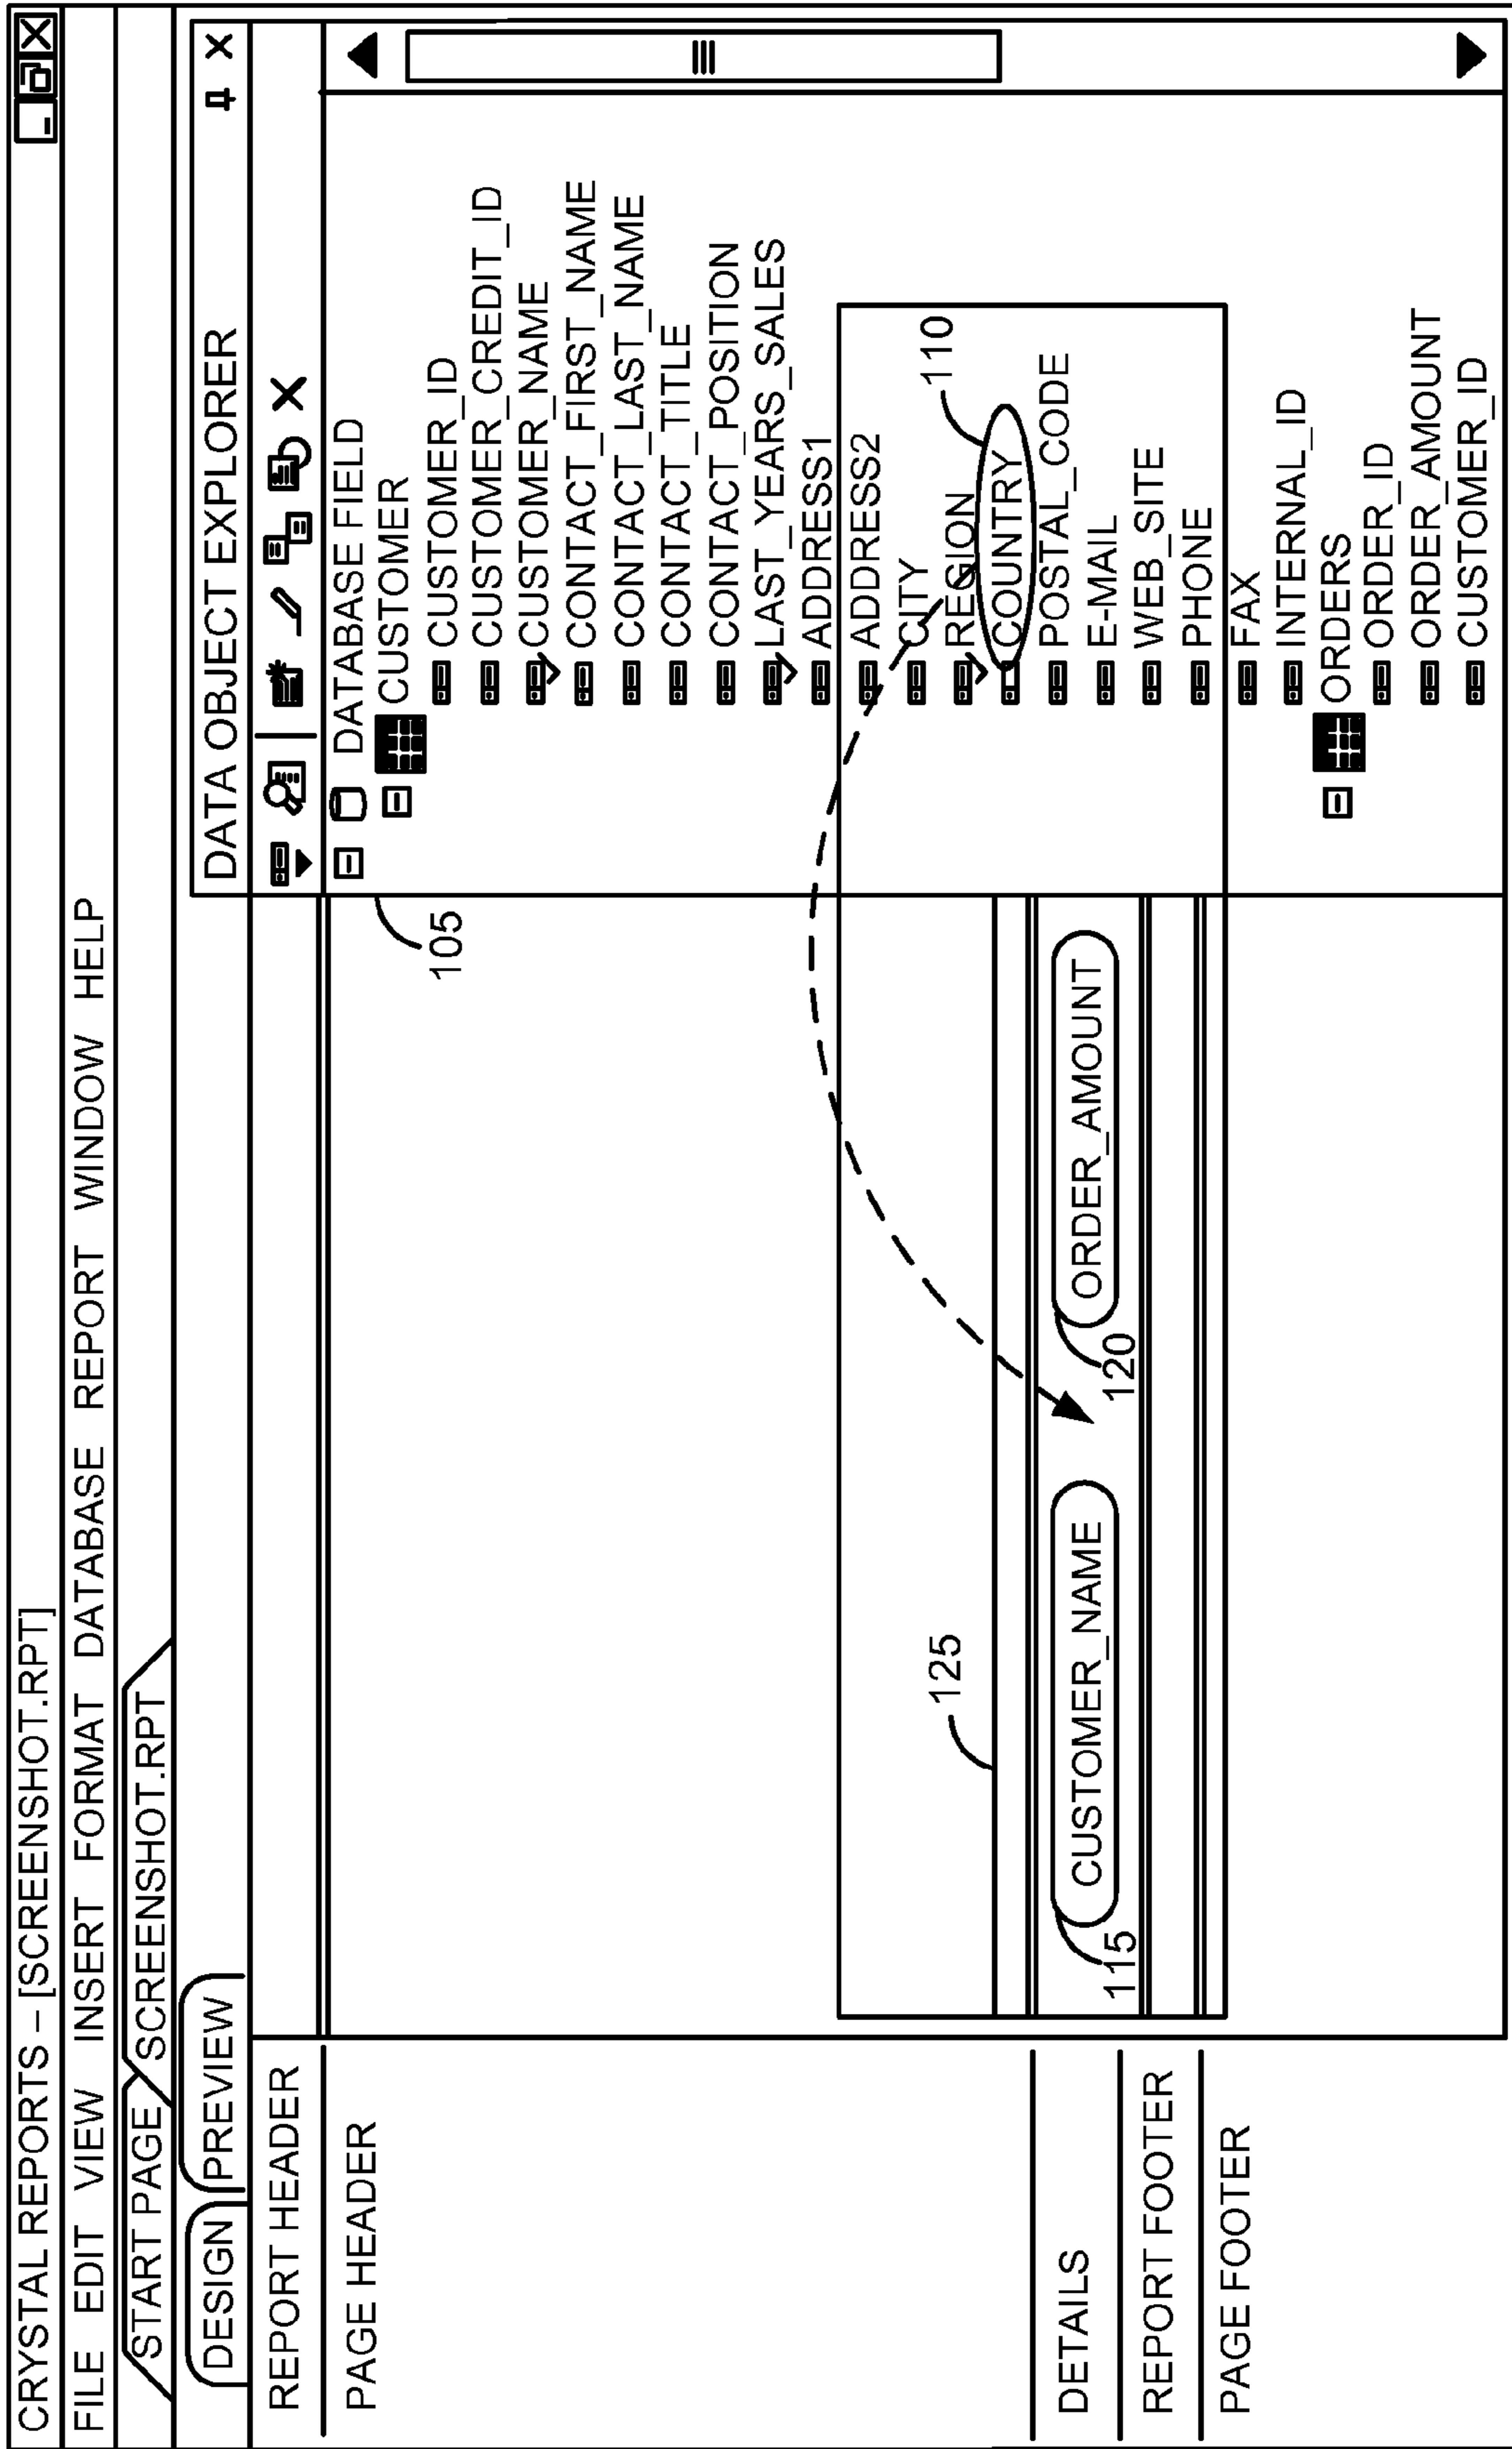 CRYSTAL REPORTS – [SCREENSHOT.RPT]
FILE EDIT VIEW INSERT FORMAT DATABASE REPORT WINDOW HELP
START PAGE SCREENSHOT.RPT
DESIGN PREVIEW
REPORT HEADER
PAGE HEADER
DETAILS
REPORT FOOTER
PAGE FOOTER
125
115
CUSTOMER_NAME
120
ORDER_AMOUNT
105
DATA OBJECT EXPLORER
DATABASE FIELD
CUSTOMER
CUSTOMER_ID
CUSTOMER_CREDIT_ID
CUSTOMER_NAME
CONTACT_FIRST_NAME
CONTACT_LAST_NAME
CONTACT_TITLE
CONTACT_POSITION
LAST_YEARS_SALES
ADDRESS1
ADDRESS2
CITY
REGION
110
COUNTRY
POSTAL_CODE
E-MAIL
WEB_SITE
PHONE
FAX
INTERNAL_ID
ORDERS
ORDER_ID
ORDER_AMOUNT
CUSTOMER_ID